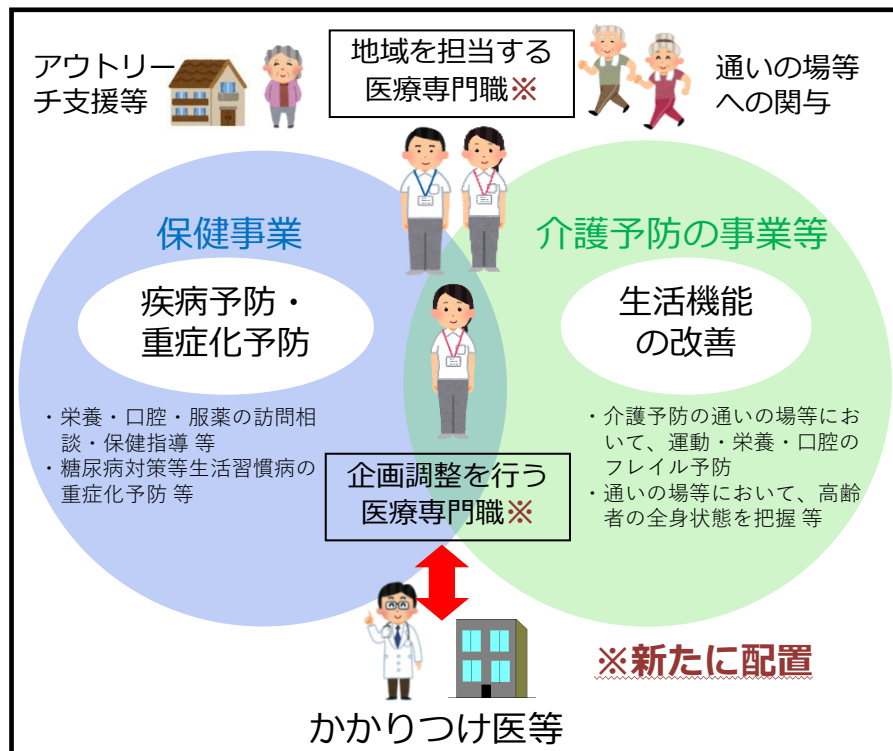 アウトリー
チ支援等
地域を担当する
医療専門職※
通いの場等
への関与
保健事業
介護予防の事業等
疾病予防・
重症化予防
生活機能
の改善
・栄養・口腔・服薬の訪問相
談・保健指導 等
・糖尿病対策等生活習慣病の
重症化予防 等
・介護予防の通いの場等にお
いて、運動・栄養・口腔の
フレイル予防
・通いの場等において、高齢
者の全身状態を把握 等
企画調整を行う
医療専門職※
※新たに配置
かかりつけ医等